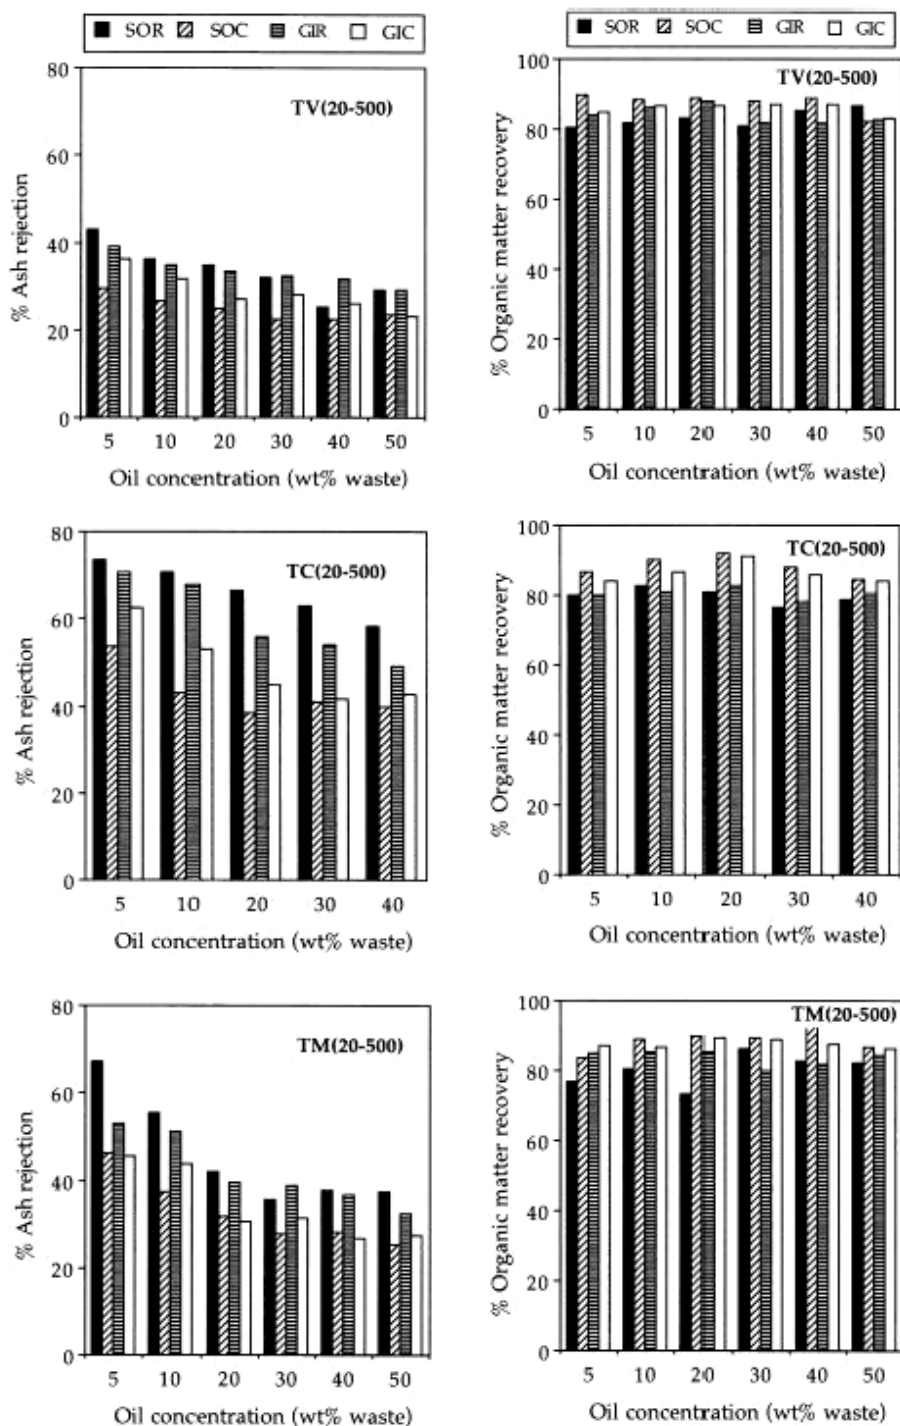 SOR SOC GIR GIC
80
60
40
20
0
% Ash rejection
TV(20-500)
5 10 20 30 40 50
Oil concentration (wt% waste)
SOR SOC GIR GIC
100
80
60
40
20
0
% Organic matter recovery
TV(20-500)
5 10 20 30 40 50
Oil concentration (wt% waste)
80
60
40
20
0
% Ash rejection
TC(20-500)
5 10 20 30 40
Oil concentration (wt% waste)
100
80
60
40
20
0
% Organic matter recovery
TC(20-500)
5 10 20 30 40
Oil concentration (wt% waste)
80
60
40
20
0
% Ash rejection
TM(20-500)
5 10 20 30 40 50
Oil concentration (wt% waste)
100
80
60
40
20
0
% Organic matter recovery
TM(20-500)
5 10 20 30 40 50
Oil concentration (wt% waste)